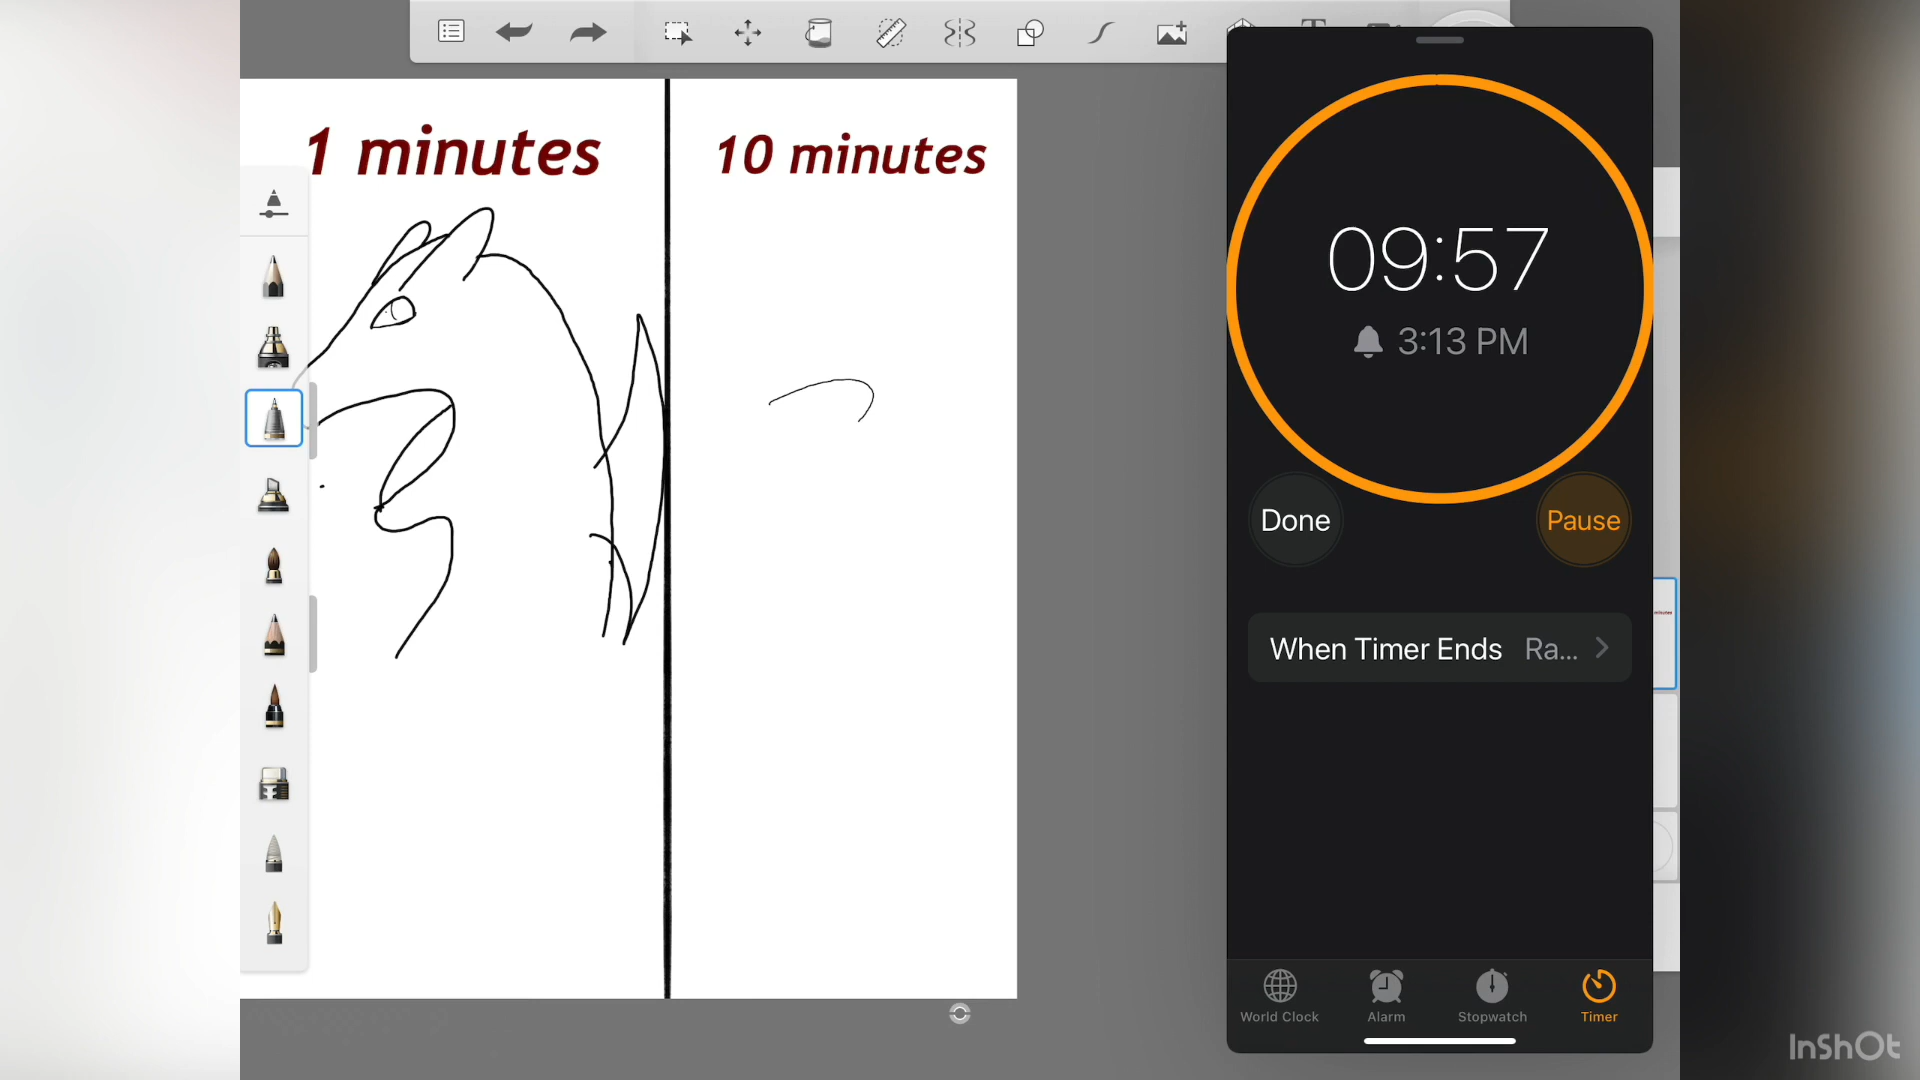 1 minutes
10 minutes
09:57
3:13 PM
Done
Pause
When Timer Ends Ra...
World Clock
Alarm
Stopwatch
Timer
InShOt